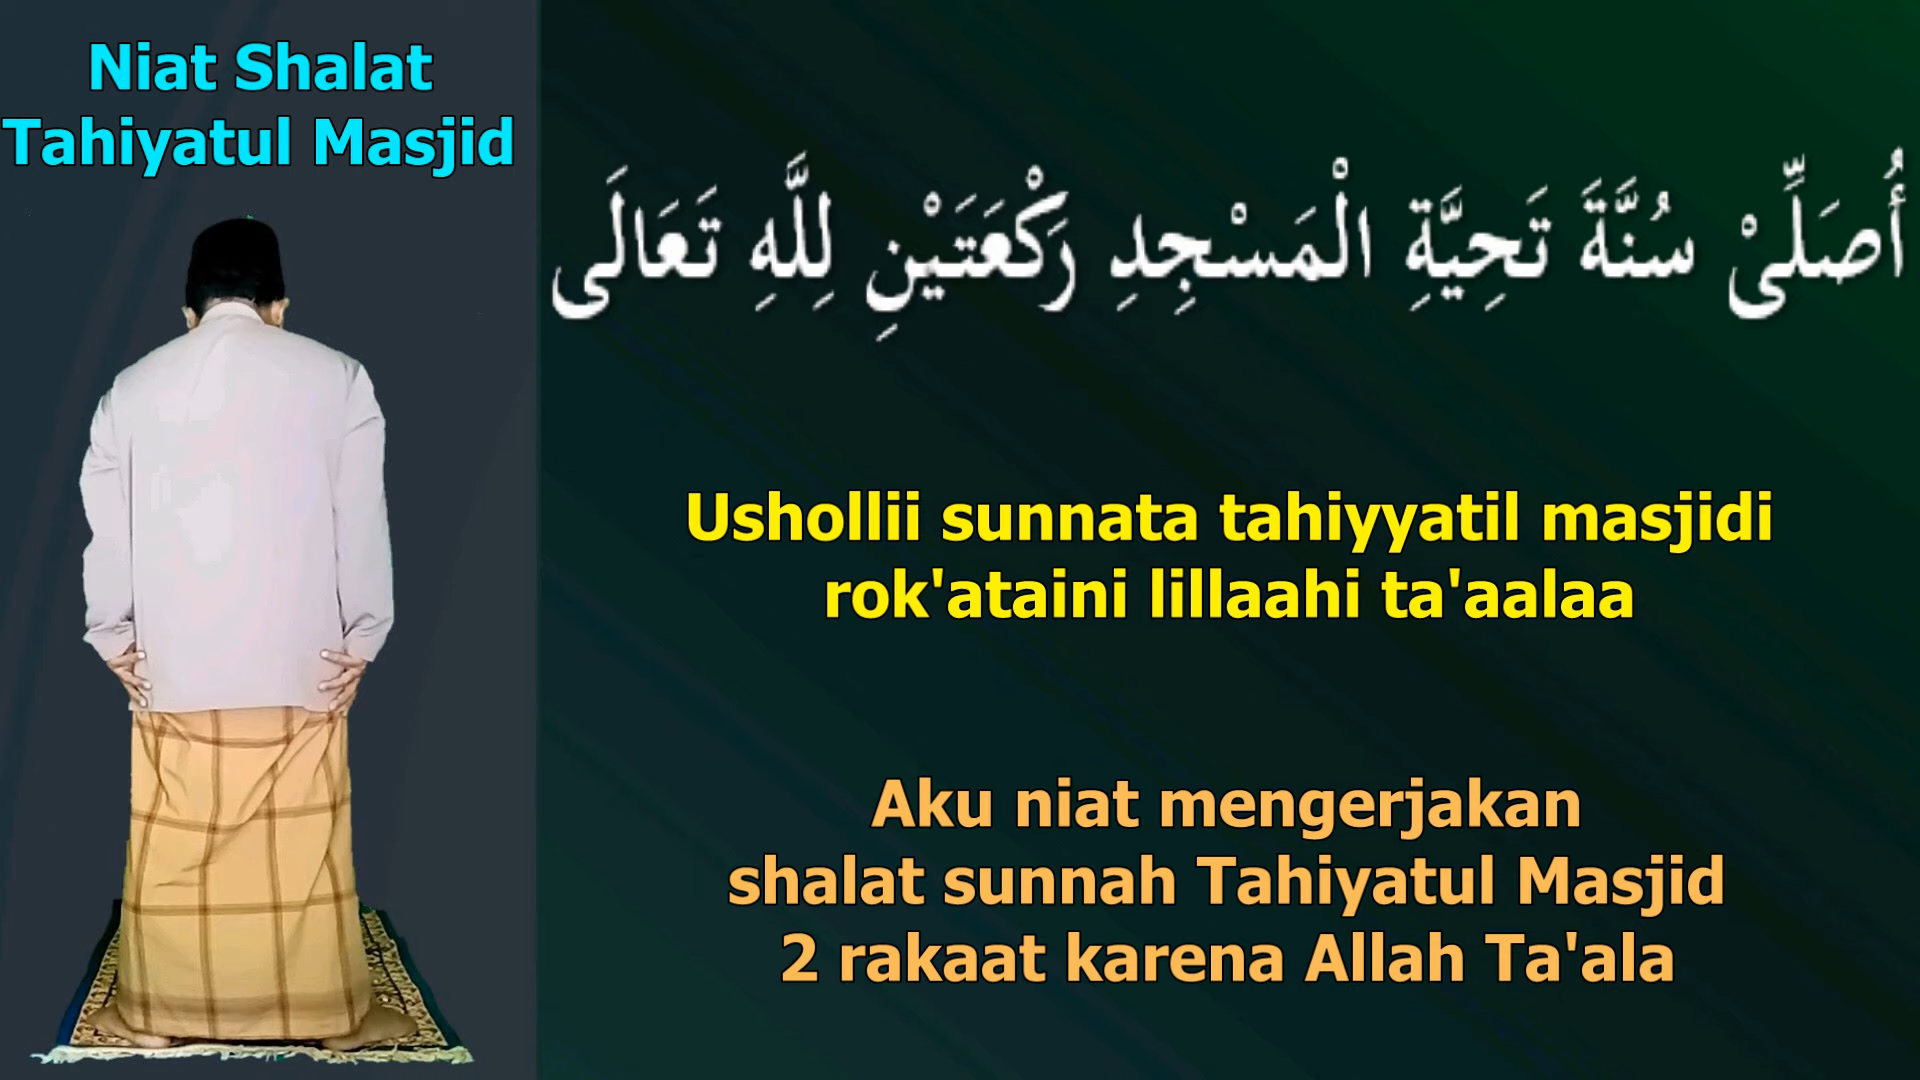 Niat Shalat
Tahiyatul Masjid
أُصَلِّيْ سُنَّةَ تَحِيَّةِ الْمَسْجِدِ رَكْعَتَيْنِ لِلَّهِ تَعَالَى
Ushollii sunnata tahiyyatil masjidi
rok'ataini lillaahi ta'aalaa
Aku niat mengerjakan
shalat sunnah Tahiyatul Masjid
2 rakaat karena Allah Ta'ala